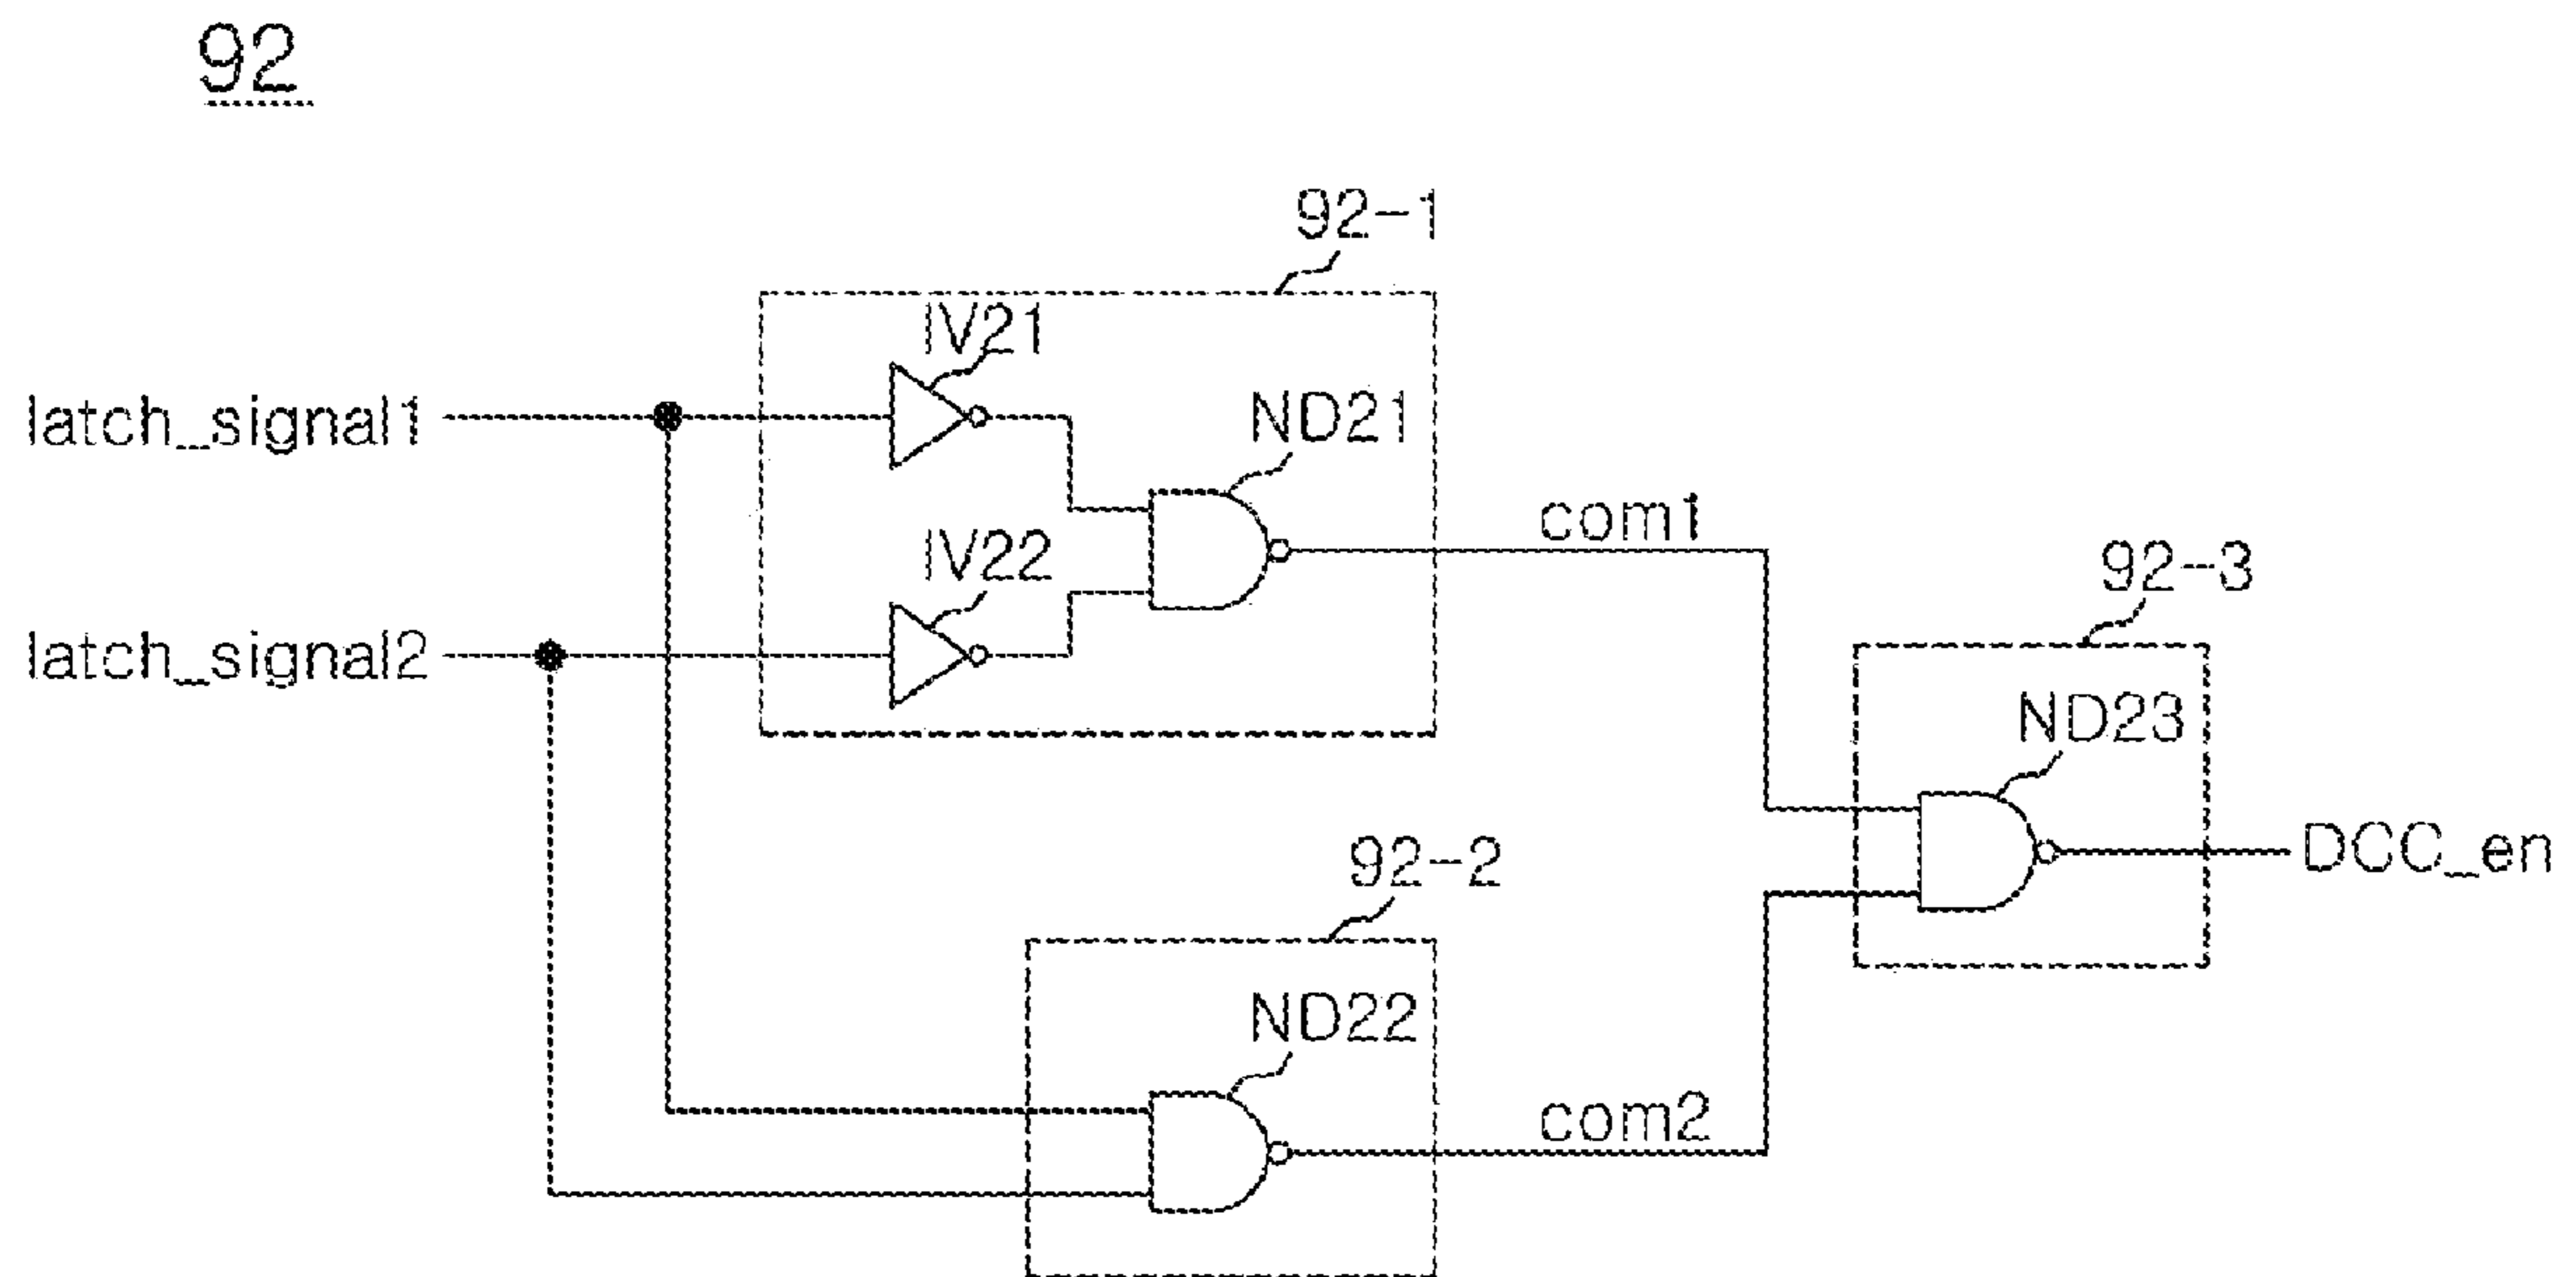 92
92-1
IV21
latch_signal1
ND21
com1
IV22
latch_signal2
92-3
ND23
DCC_en
92-2
ND22
com2